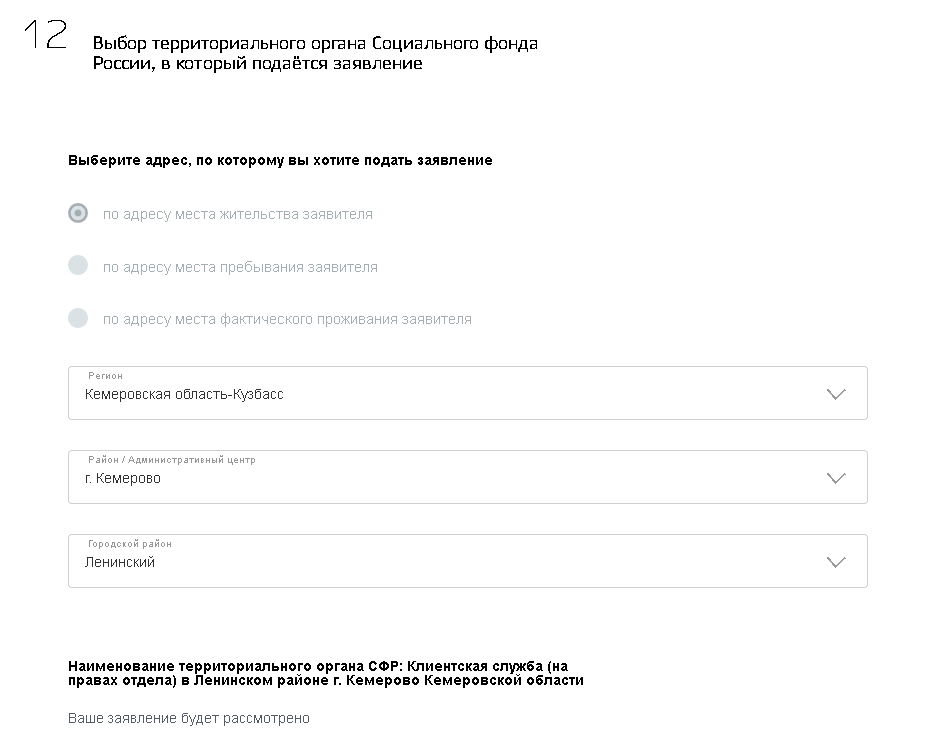 12
Выбор территориального органа Социального фонда
России, в который подаётся заявление
Выберите адрес, по которому вы хотите подать заявление
по адресу места жительства заявителя
по адресу места пребывания заявителя
по адресу места фактического проживания заявителя
Регион
Кемеровская область-Кузбасс
Район / Административный центр
г. Кемерово
Городской район
Ленинский
Наименование территориального органа СФР: Клиентская служба (на
правах отдела) в Ленинском районе г. Кемерово Кемеровской области
Ваше заявление будет рассмотрено